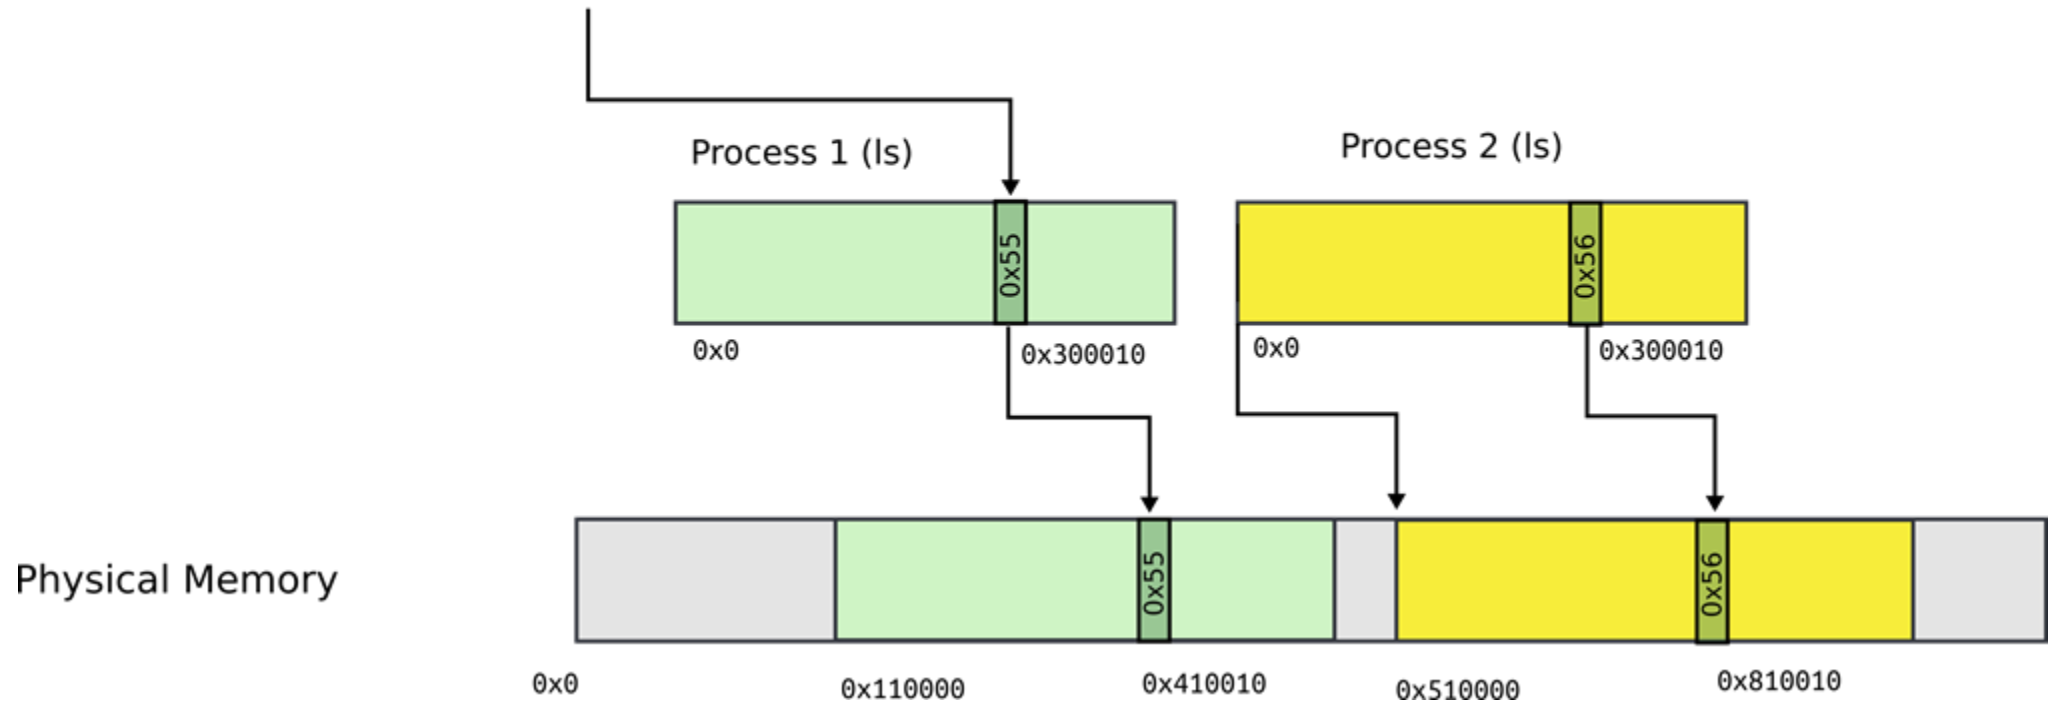 Process 1 (ls)
Process 2 (ls)
0x55
0x56
0x0
0x300010
0x0
0x300010
Physical Memory
0x55
0x56
0x0
0x110000
0x410010
0x510000
0x810010